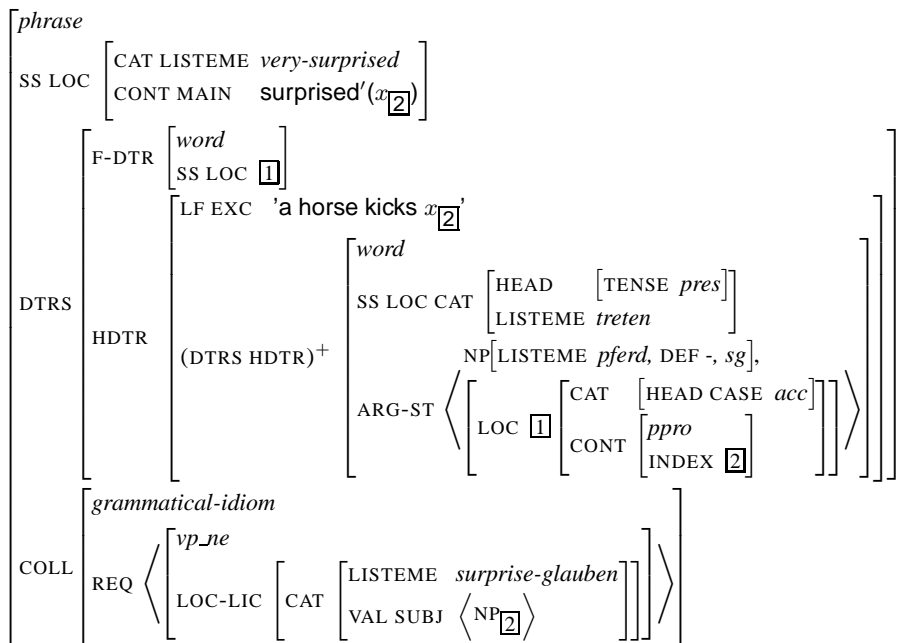 phrase
SS LOC [CAT LISTEME very-surprised
CONT MAIN surprised′(x2)]
DTRS
F-DTR [word
SS LOC 1]
HDTR
LF EXC 'a horse kicks x2'
(DTRS HDTR)+
word
SS LOC CAT [HEAD [TENSE pres]
LISTEME treten]
ARG-ST ⟨NP[LISTEME pferd, DEF -, sg],
[LOC 1 [CAT [HEAD CASE acc]
CONT [ppro
INDEX 2]]]⟩
COLL
grammatical-idiom
REQ ⟨[vp_ne
LOC-LIC [CAT [LISTEME surprise-glauben
VAL SUBJ ⟨NP2⟩]]]⟩